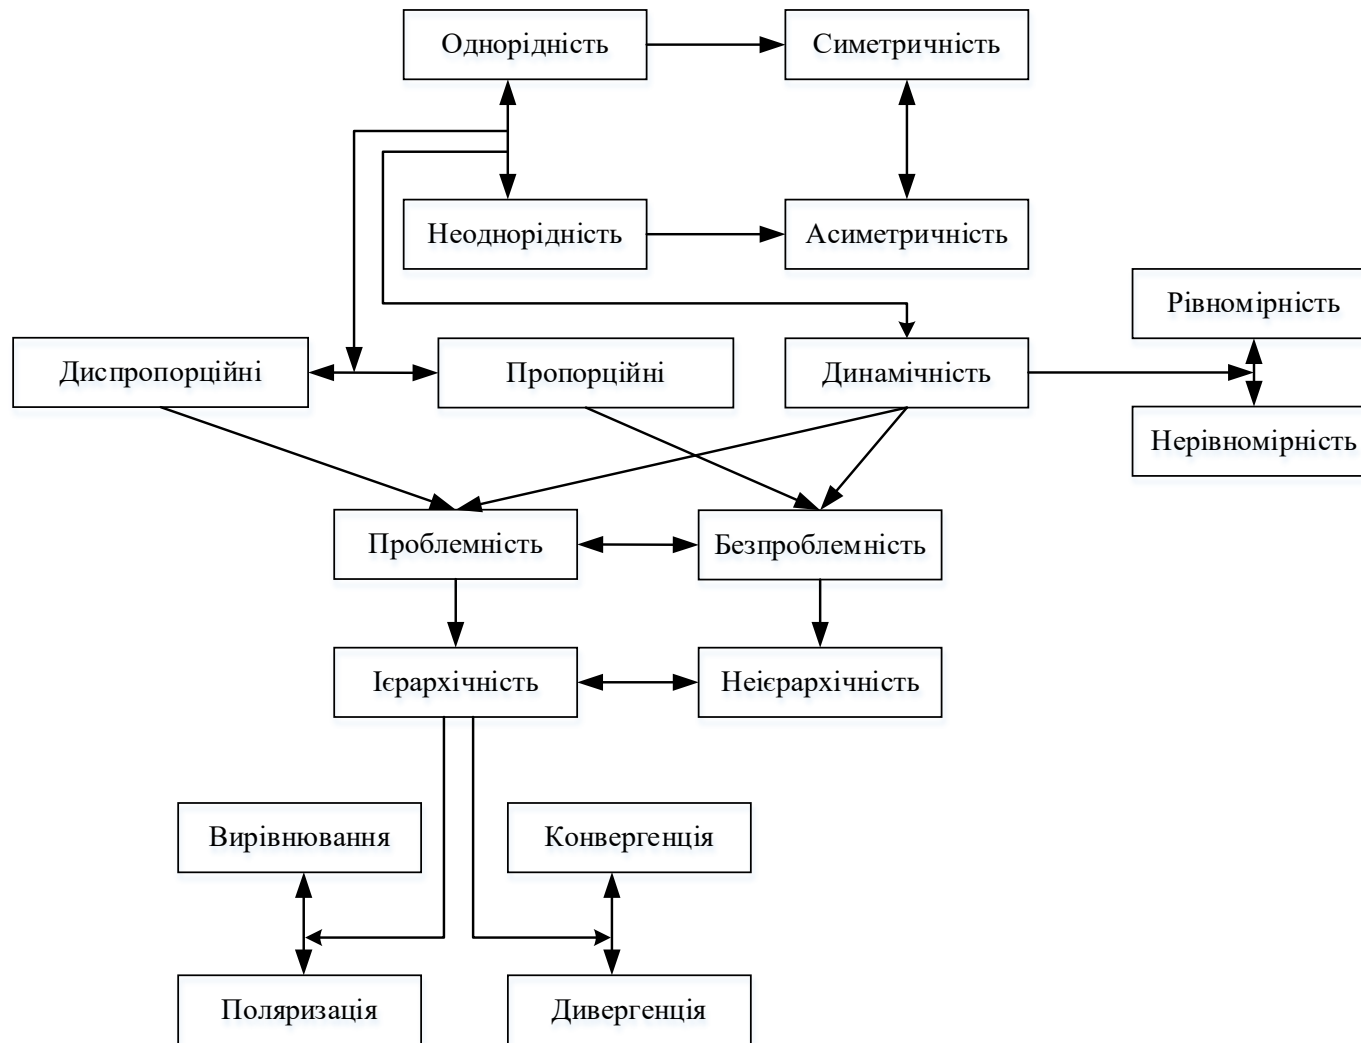 Однорідність
Симетричність
Неоднорідність
Асиметричність
Рівномірність
Диспропорційні
Пропорційні
Динамічність
Нерівномірність
Проблемність
Безпроблемність
Ієрархічність
Неієрархічність
Вирівнювання
Конвергенція
Поляризація
Дивергенція